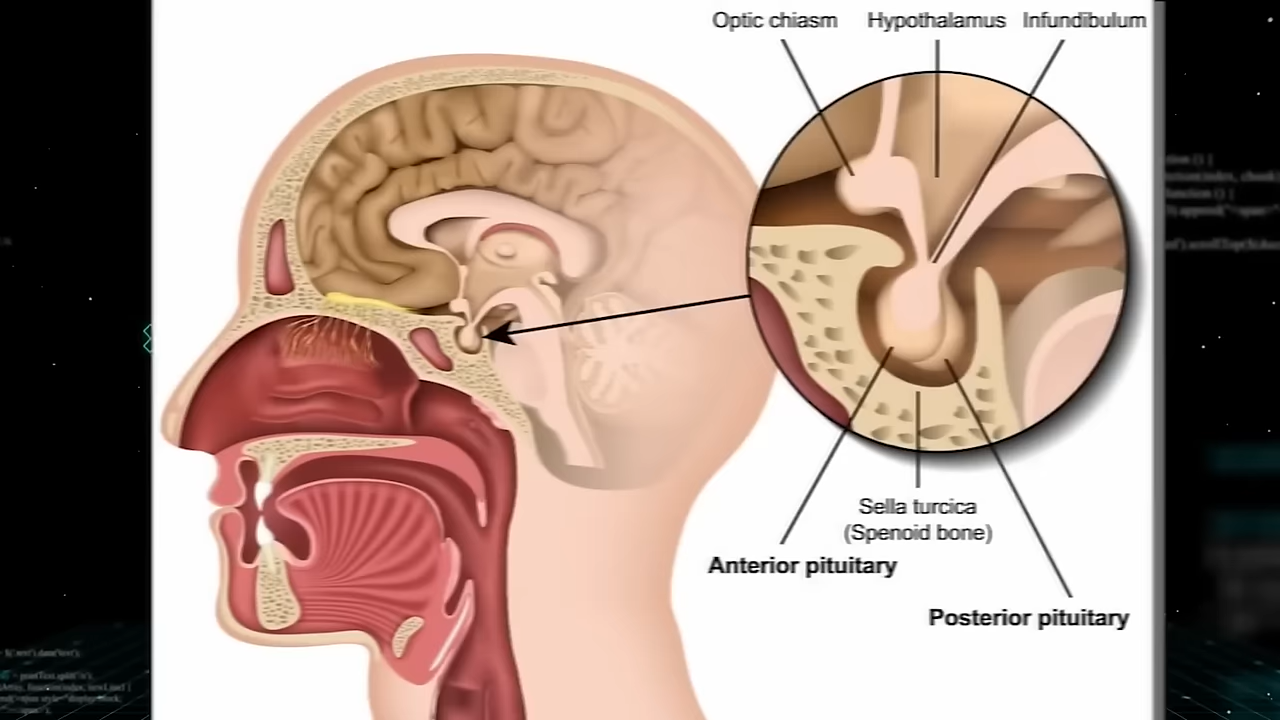 Optic chiasm
Hypothalamus
Infundibulum
Sella turcica
(Spenoid bone)
Anterior pituitary
Posterior pituitary